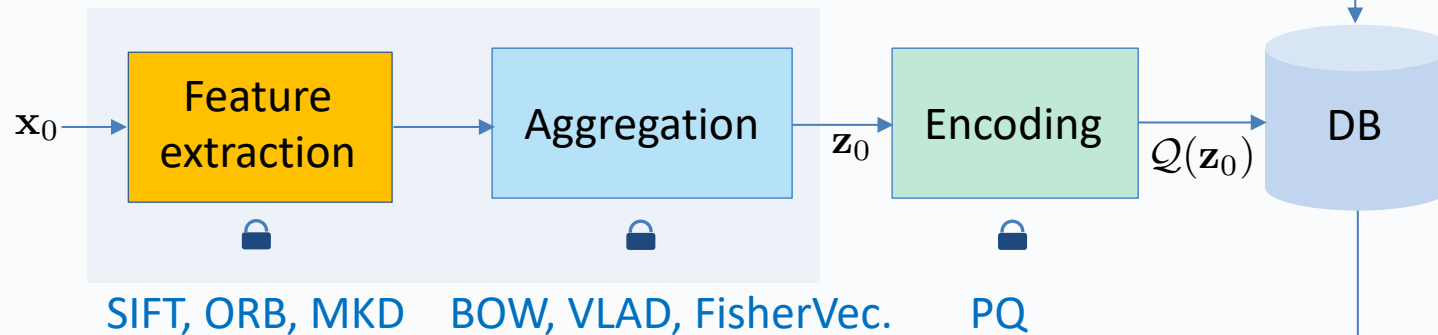 Feature
extraction
Aggregation
Encoding
DB
x₀
z₀
Q(z₀)
SIFT, ORB, MKD
BOW, VLAD, FisherVec.
PQ